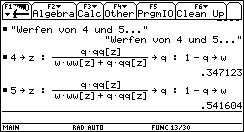 F1 F2 Algebra F3 Calc F4 Other F5 PrgmIO F6 Clean Up
"Werfen von 4 und 5..."
"Werfen von 4 und 5..."
4 → z : q·qq[z] / (w·ww[z] + q·qq[z]) → q : 1 - q → w
.347123
5 → z : q·qq[z] / (w·ww[z] + q·qq[z]) → q : 1 - q → w
.541604
MAIN RAD AUTO FUNC 13/30